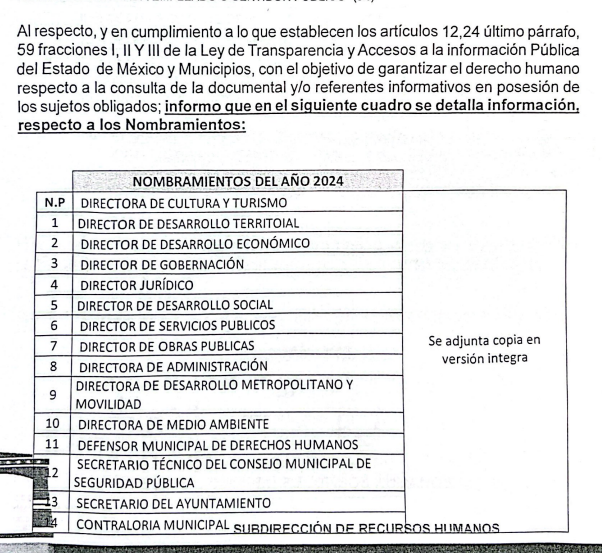 Al respecto, y en cumplimiento a lo que establecen los artículos 12,24 último párrafo,
59 fracciones I, II Y III de la Ley de Transparencia y Accesos a la información Pública
del Estado de México y Municipios, con el objetivo de garantizar el derecho humano
respecto a la consulta de la documental y/o referentes informativos en posesión de
los sujetos obligados; informo que en el siguiente cuadro se detalla información,
respecto a los Nombramientos:
NOMBRAMIENTOS DEL AÑO 2024
N.P DIRECTORA DE CULTURA Y TURISMO
1 DIRECTOR DE DESARROLLO TERRITOIAL
2 DIRECTOR DE DESARROLLO ECONÓMICO
3 DIRECTOR DE GOBERNACIÓN
4 DIRECTOR JURÍDICO
5 DIRECTOR DE DESARROLLO SOCIAL
6 DIRECTOR DE SERVICIOS PUBLICOS
7 DIRECTOR DE OBRAS PUBLICAS
8 DIRECTORA DE ADMINISTRACIÓN
9 DIRECTORA DE DESARROLLO METROPOLITANO Y
MOVILIDAD
10 DIRECTORA DE MEDIO AMBIENTE
11 DEFENSOR MUNICIPAL DE DERECHOS HUMANOS
12 SECRETARIO TÉCNICO DEL CONSEJO MUNICIPAL DE
SEGURIDAD PÚBLICA
13 SECRETARIO DEL AYUNTAMIENTO
14 CONTRALORIA MUNICIPAL
Se adjunta copia en
versión integra
SUBDIRECCIÓN DE RECURSOS HUMANOS